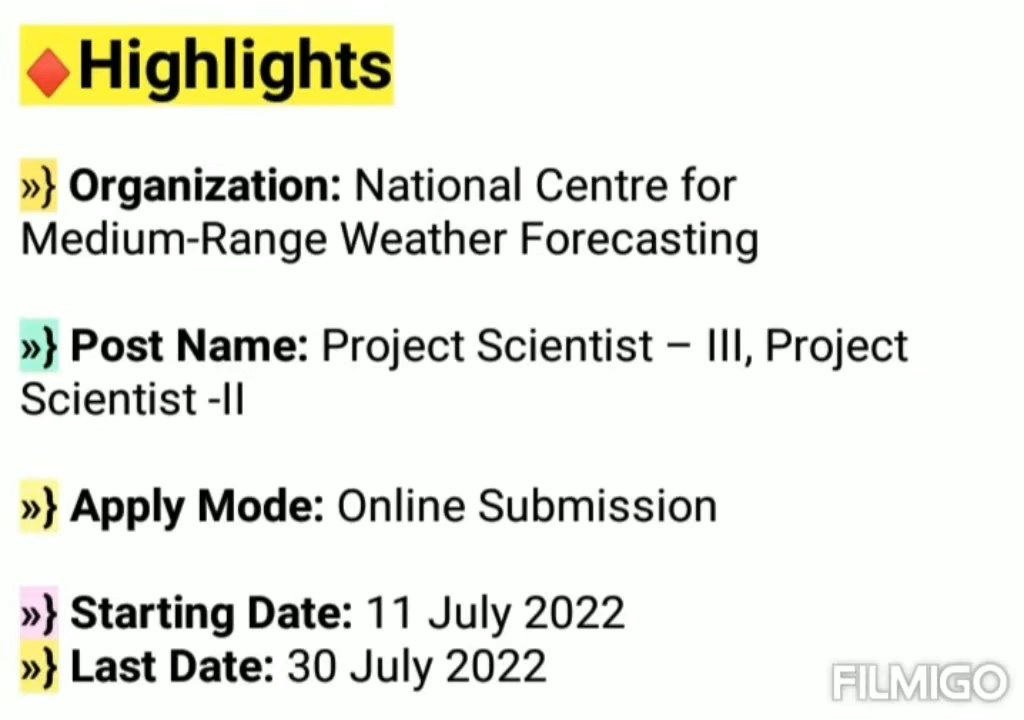 ♦Highlights
»} Organization: National Centre for
Medium-Range Weather Forecasting
»} Post Name: Project Scientist – III, Project
Scientist -II
»} Apply Mode: Online Submission
»} Starting Date: 11 July 2022
»} Last Date: 30 July 2022
FILMIGO